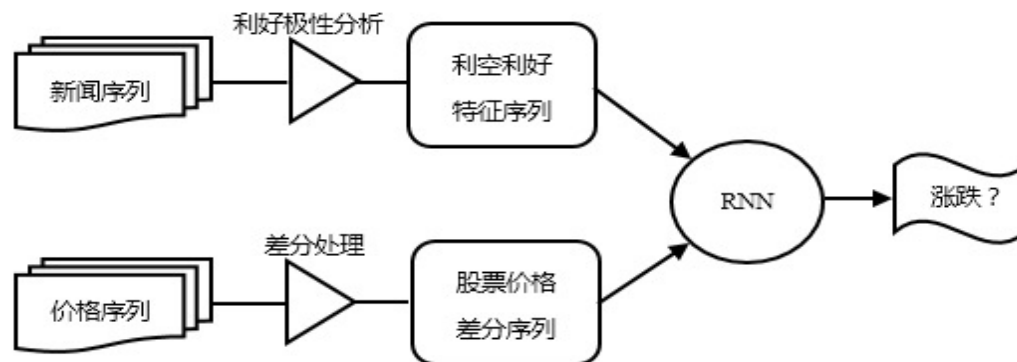 利好极性分析
新闻序列
利空利好
特征序列
RNN
涨跌？
差分处理
价格序列
股票价格
差分序列